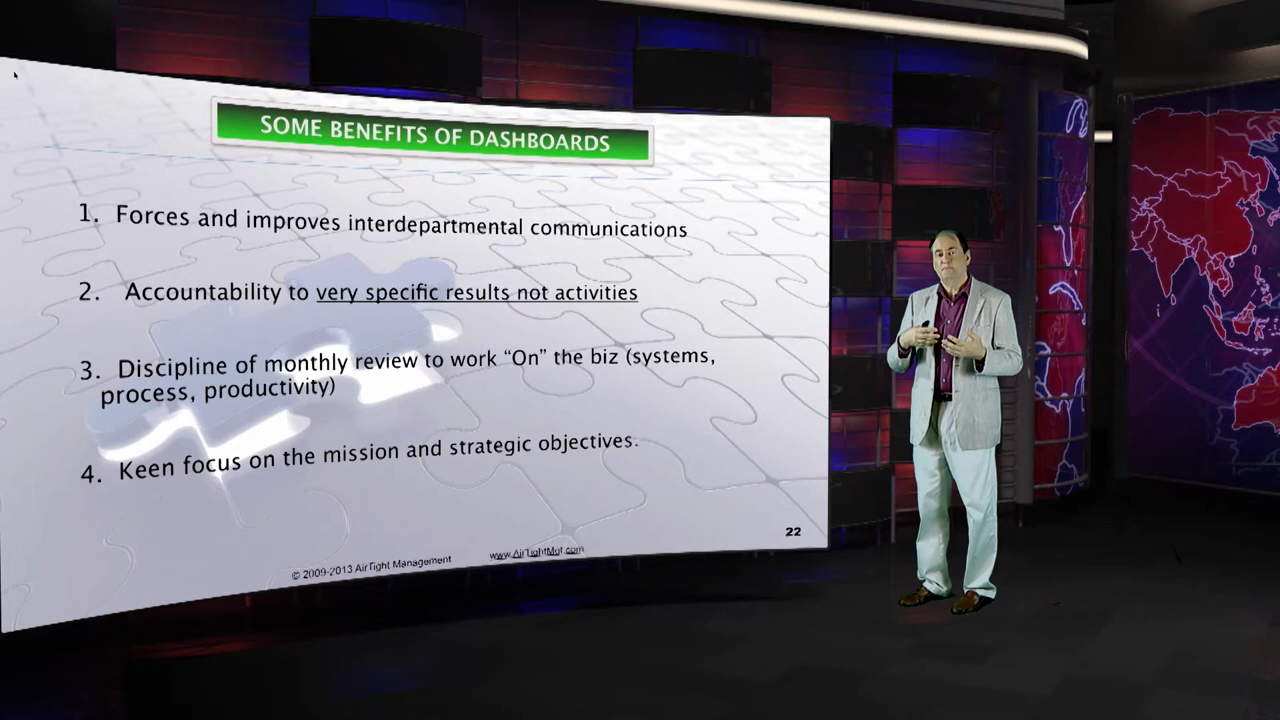 SOME BENEFITS OF DASHBOARDS
1. Forces and improves interdepartmental communications
2. Accountability to very specific results not activities
3. Discipline of monthly review to work “On” the biz (systems,
process, productivity)
4. Keen focus on the mission and strategic objectives.
22
© 2009-2013 AirTight Management www.AirTightMgt.com